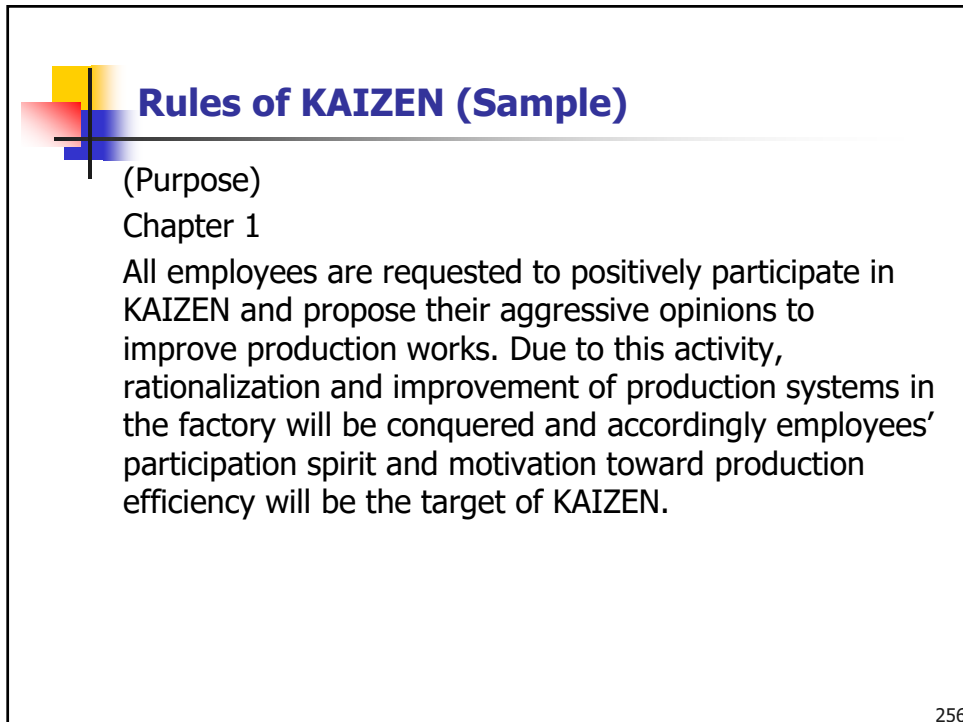 Rules of KAIZEN (Sample)
(Purpose)
Chapter 1
All employees are requested to positively participate in
KAIZEN and propose their aggressive opinions to
improve production works. Due to this activity,
rationalization and improvement of production systems in
the factory will be conquered and accordingly employees’
participation spirit and motivation toward production
efficiency will be the target of KAIZEN.
256